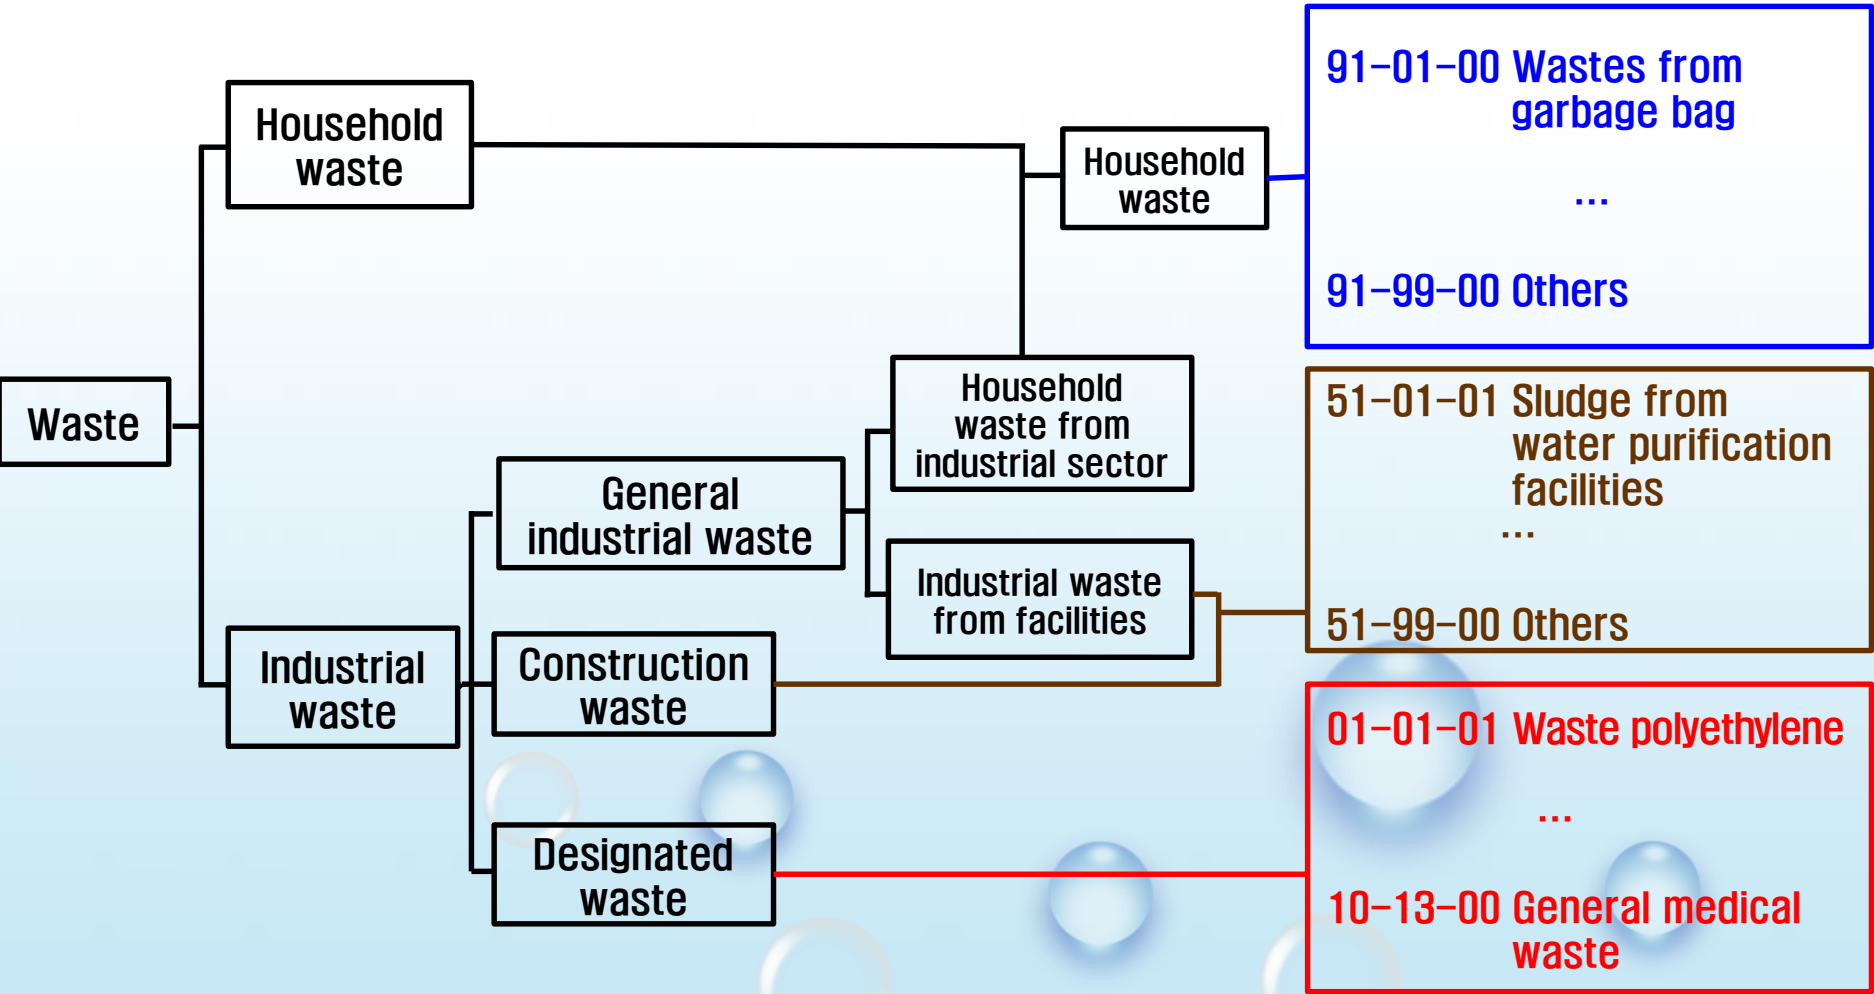 Waste
Household
waste
Industrial
waste
General
industrial waste
Construction
waste
Designated
waste
Household
waste from
industrial sector
Industrial waste
from facilities
Household
waste
91-01-00 Wastes from
garbage bag
...
91-99-00 Others
51-01-01 Sludge from
water purification
facilities
...
51-99-00 Others
01-01-01 Waste polyethylene
...
10-13-00 General medical
waste